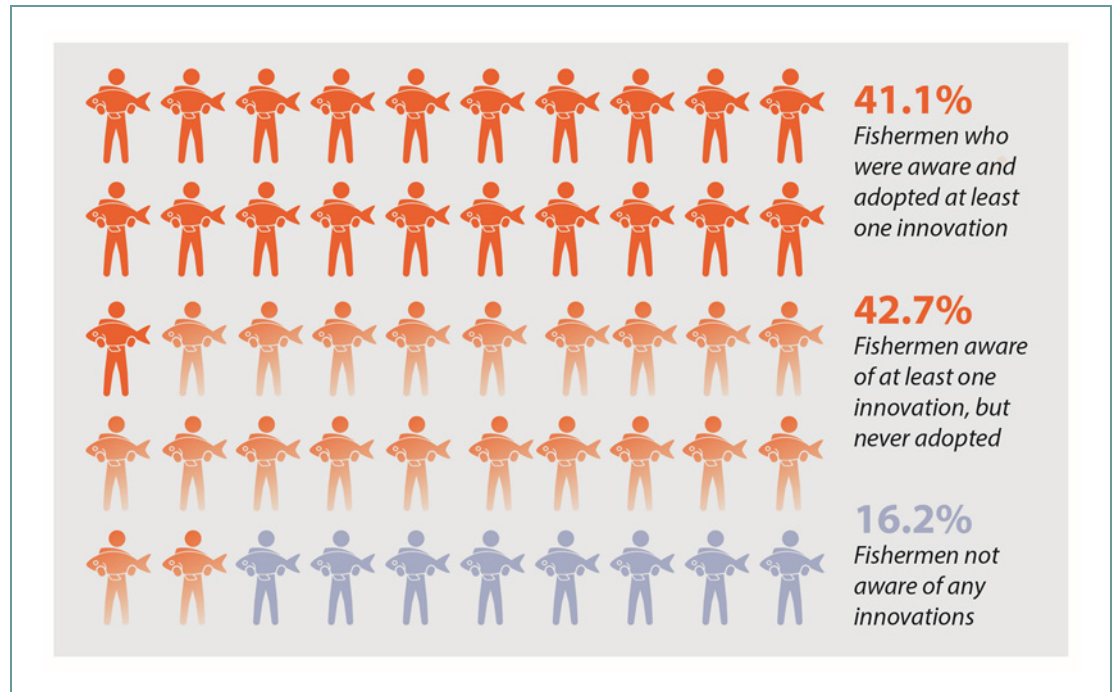 41.1%
Fishermen who
were aware and
adopted at least
one innovation
42.7%
Fishermen aware
of at least one
innovation, but
never adopted
16.2%
Fishermen not
aware of any
innovations